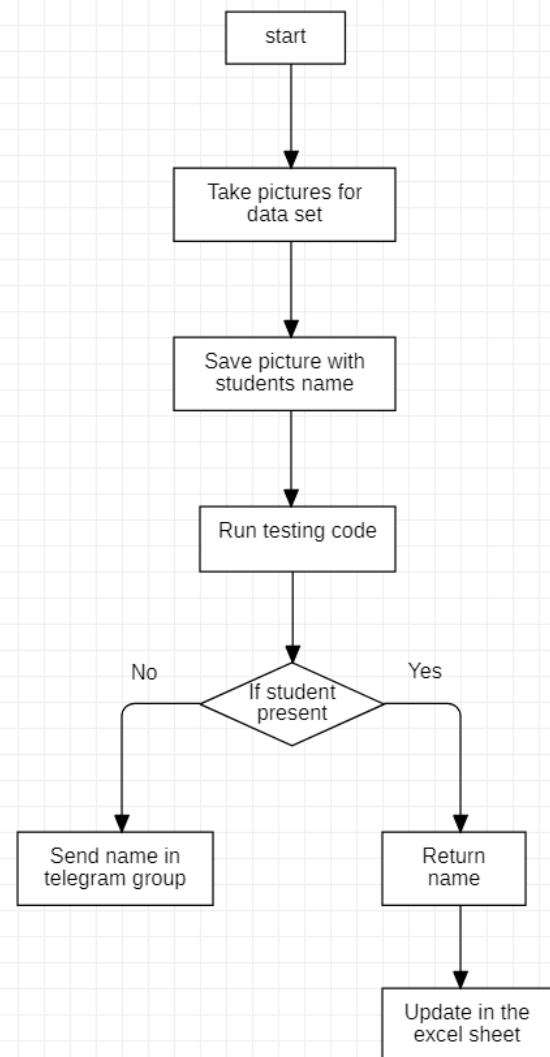 start
Take pictures for
data set
Save picture with
students name
Run testing code
No
Yes
If student
present
Send name in
telegram group
Return
name
Update in the
excel sheet